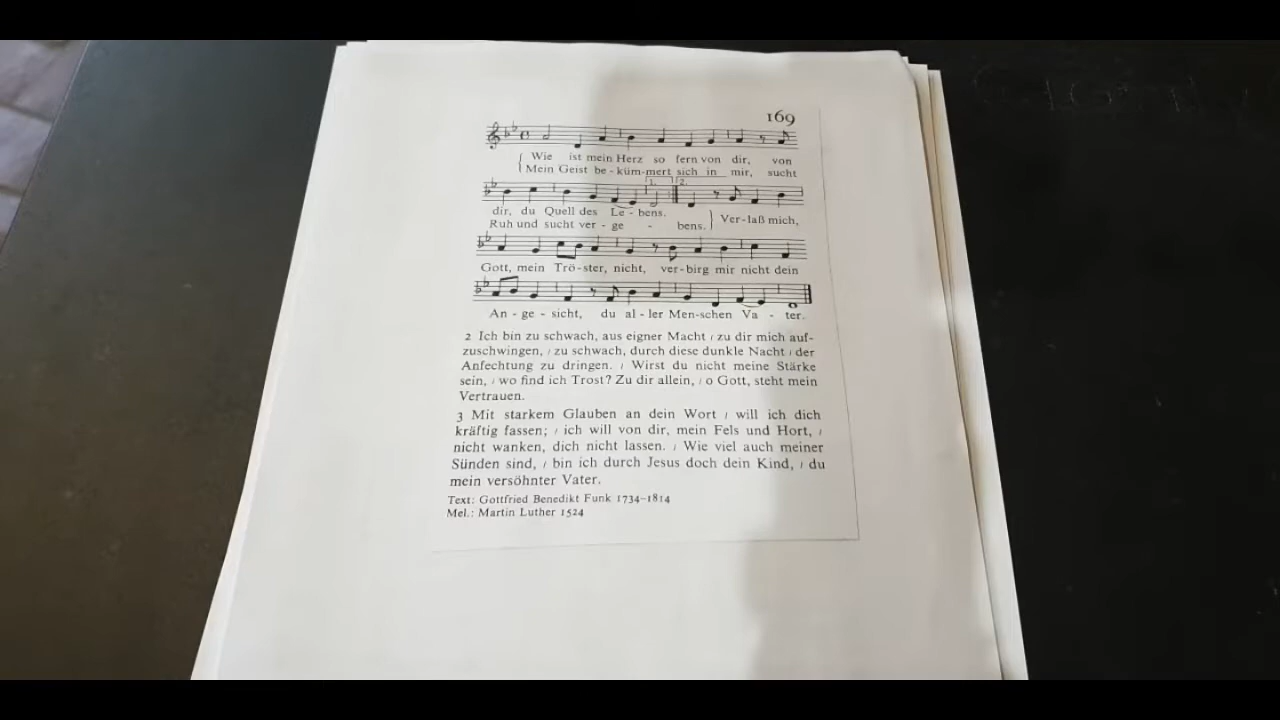 169
Wie ist mein Herz so fern von dir, von
Mein Geist be - küm-mert sich in mir, sucht
1. 2.
dir, du Quell des Le - bens.
Ruh und sucht ver - ge - bens.
Ver-laß mich,
Gott, mein Trö-ster, nicht, ver-birg mir nicht dein
An - ge - sicht, du al - ler Men-schen Va - ter.
2 Ich bin zu schwach, aus eigner Macht / zu dir mich auf-
zuschwingen, / zu schwach, durch diese dunkle Nacht / der
Anfechtung zu dringen. / Wirst du nicht meine Stärke
sein, / wo find ich Trost? Zu dir allein, / o Gott, steht mein
Vertrauen.
3 Mit starkem Glauben an dein Wort / will ich dich
kräftig fassen; / ich will von dir, mein Fels und Hort, /
nicht wanken, dich nicht lassen. / Wie viel auch meiner
Sünden sind, / bin ich durch Jesus doch dein Kind, / du
mein versöhnter Vater.
Text: Gottfried Benedikt Funk 1734–1814
Mel.: Martin Luther 1524